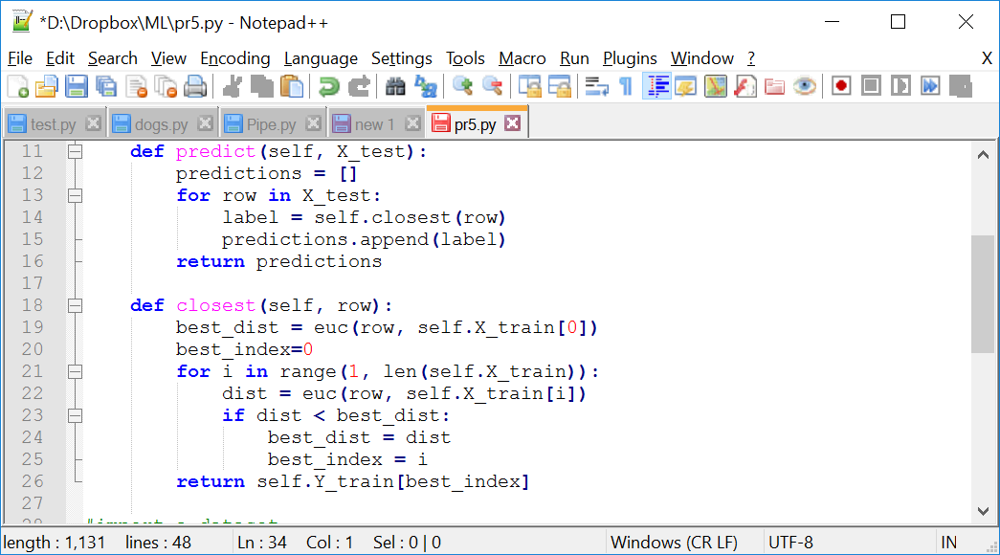 *D:\Dropbox\ML\pr5.py - Notepad++
File Edit Search View Encoding Language Settings Tools Macro Run Plugins Window ? X
test.py dogs.py Pipe.py new 1 pr5.py
11 def predict(self, X_test):
12 predictions = []
13 for row in X_test:
14 label = self.closest(row)
15 predictions.append(label)
16 return predictions
17
18 def closest(self, row):
19 best_dist = euc(row, self.X_train[0])
20 best_index=0
21 for i in range(1, len(self.X_train)):
22 dist = euc(row, self.X_train[i])
23 if dist < best_dist:
24 best_dist = dist
25 best_index = i
26 return self.Y_train[best_index]
27
28 #import a dataset
length : 1,131 lines : 48 Ln : 34 Col : 1 Sel : 0 | 0 Windows (CR LF) UTF-8 IN